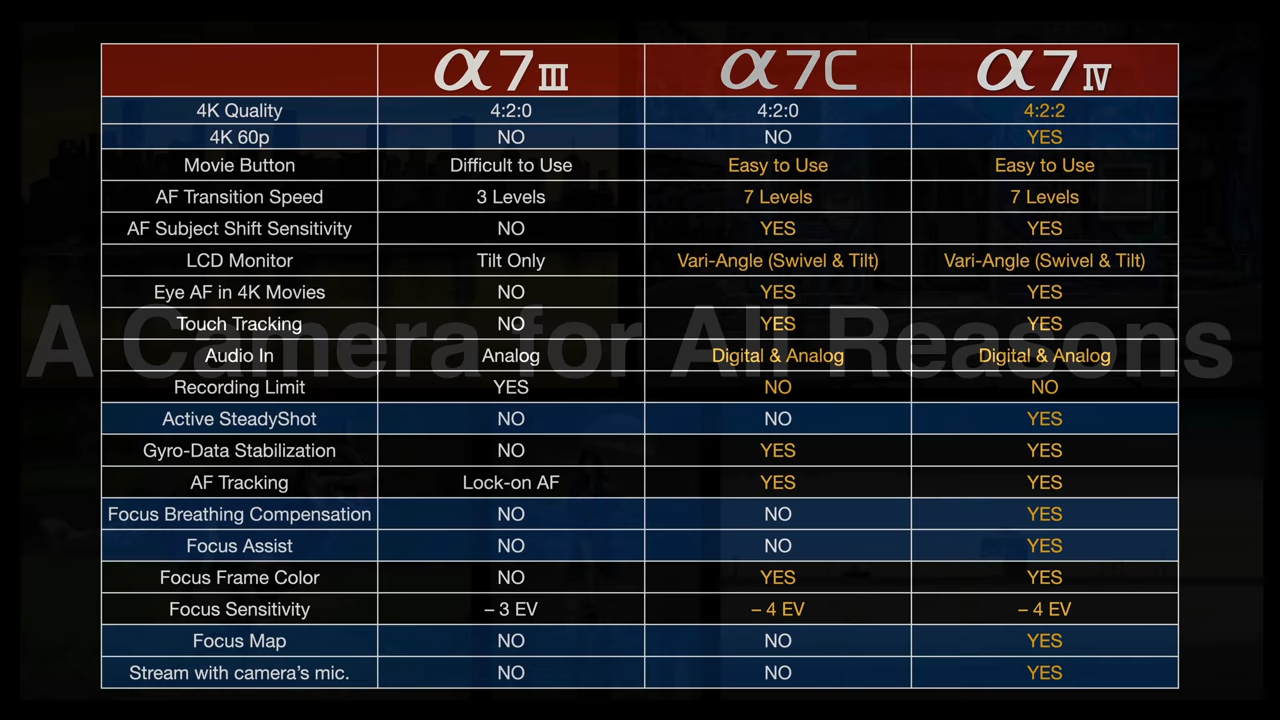 α7III α7C α7IV
4K Quality 4:2:0 4:2:0 4:2:2
4K 60p NO NO YES
Movie Button Difficult to Use Easy to Use Easy to Use
AF Transition Speed 3 Levels 7 Levels 7 Levels
AF Subject Shift Sensitivity NO YES YES
LCD Monitor Tilt Only Vari-Angle (Swivel & Tilt) Vari-Angle (Swivel & Tilt)
Eye AF in 4K Movies NO YES YES
Touch Tracking NO YES YES
A Camera for All Reasons
Audio In Analog Digital & Analog Digital & Analog
Recording Limit YES NO NO
Active SteadyShot NO NO YES
Gyro-Data Stabilization NO YES YES
AF Tracking Lock-on AF YES YES
Focus Breathing Compensation NO NO YES
Focus Assist NO NO YES
Focus Frame Color NO YES YES
Focus Sensitivity – 3 EV – 4 EV – 4 EV
Focus Map NO NO YES
Stream with camera’s mic. NO NO YES